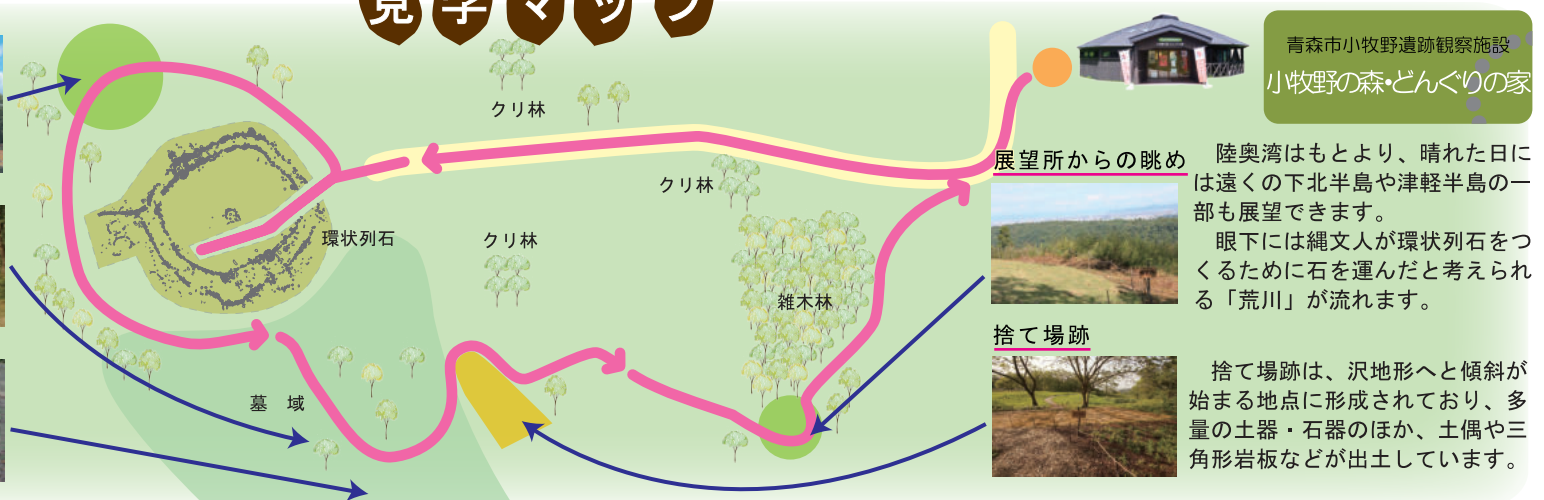 見学マップ
青森市小牧野遺跡観察施設
小牧野の森・どんぐりの家
クリ林
クリ林
クリ林
環状列石
雑木林
墓 域
展望所からの眺め
陸奥湾はもとより、晴れた日に
は遠くの下北半島や津軽半島の一
部も展望できます。
眼下には縄文人が環状列石をつ
くるために石を運んだと考えられ
る「荒川」が流れます。
捨て場跡
捨て場跡は、沢地形へと傾斜が
始まる地点に形成されており、多
量の土器・石器のほか、土偶や三
角形岩板などが出土しています。